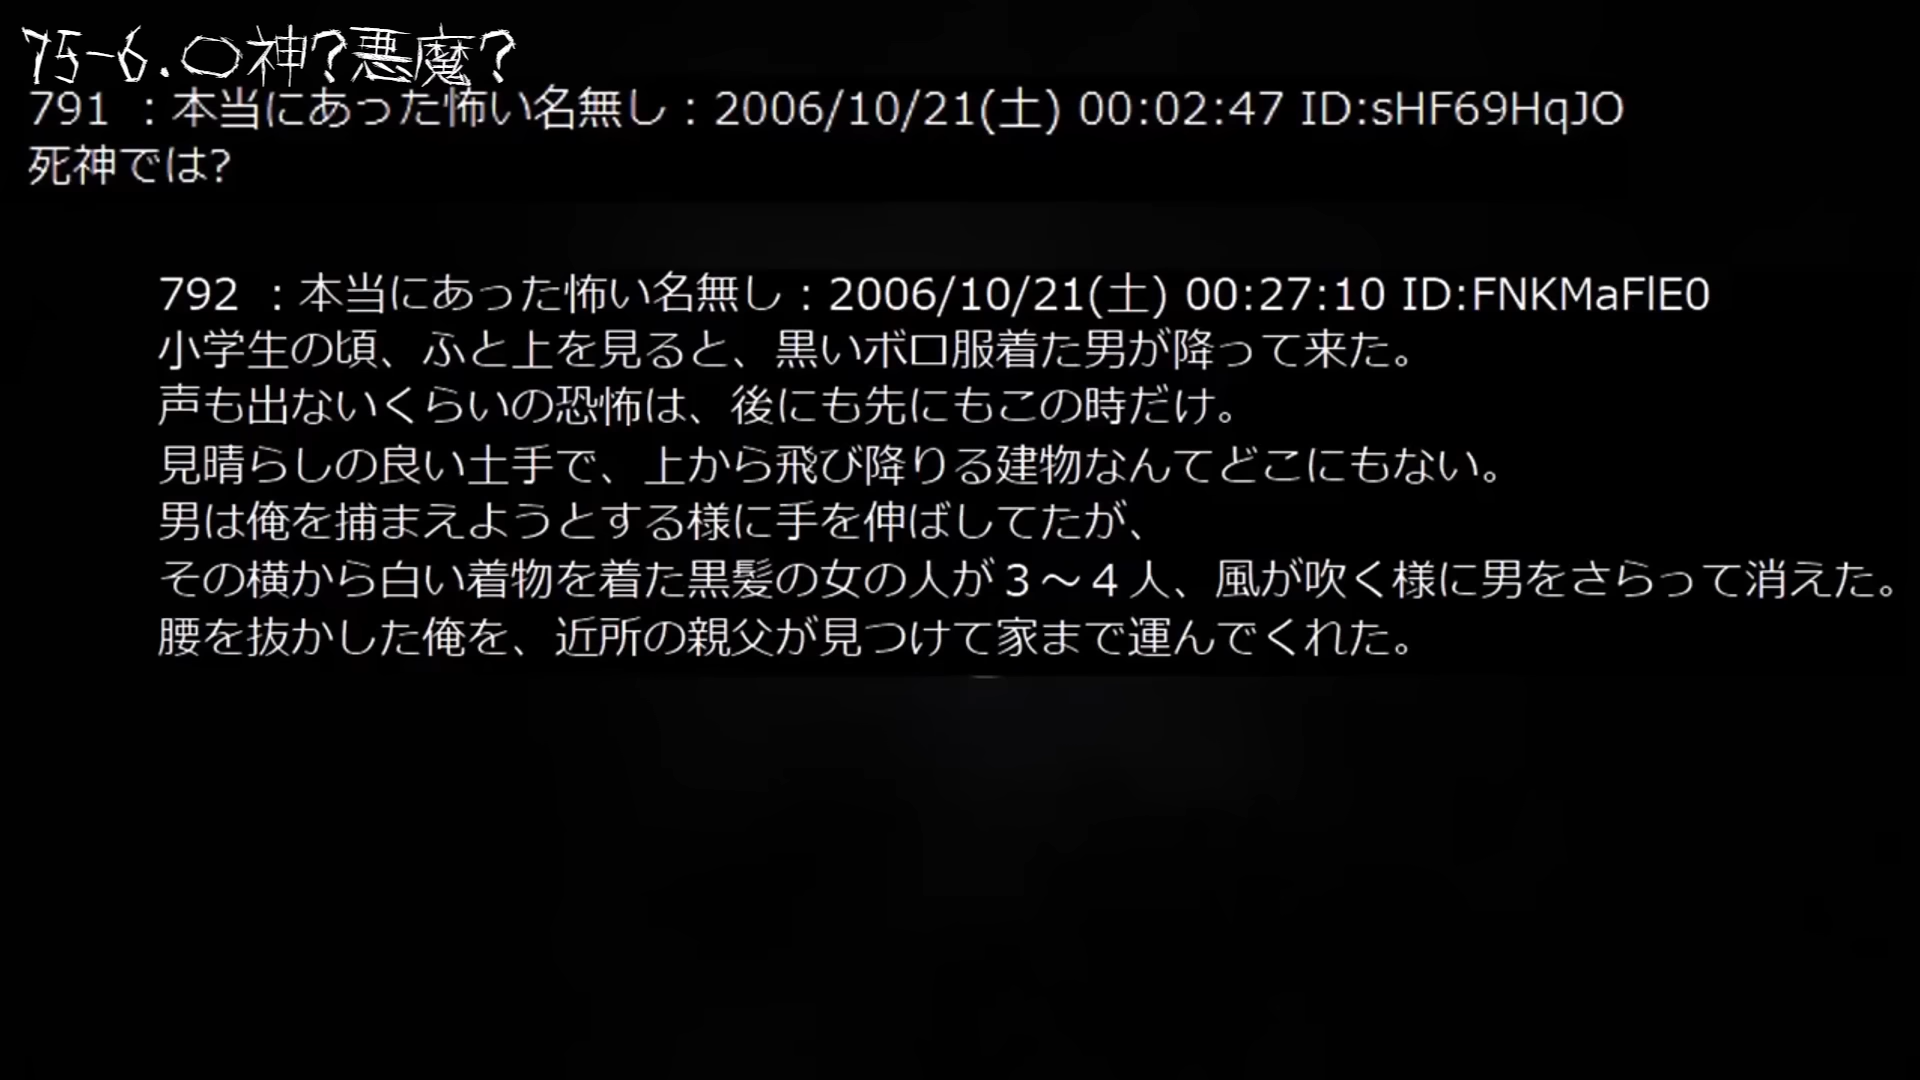 75-6.〇神?悪魔?
791 ：本当にあった怖い名無し：2006/10/21(土) 00:02:47 ID:sHF69HqJO
死神では?
792 ：本当にあった怖い名無し：2006/10/21(土) 00:27:10 ID:FNKMaFlE0
小学生の頃、ふと上を見ると、黒いボロ服着た男が降って来た。
声も出ないくらいの恐怖は、後にも先にもこの時だけ。
見晴らしの良い土手で、上から飛び降りる建物なんてどこにもない。
男は俺を捕まえようとする様に手を伸ばしてたが、
その横から白い着物を着た黒髪の女の人が３～４人、風が吹く様に男をさらって消えた。
腰を抜かした俺を、近所の親父が見つけて家まで運んでくれた。